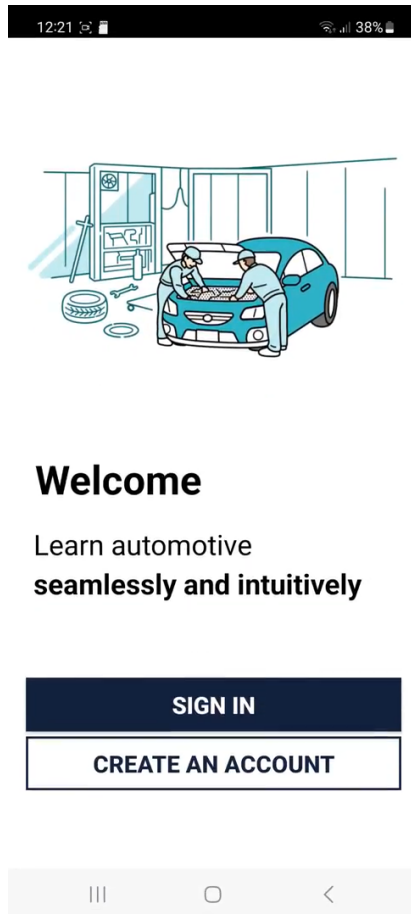 12:21 38%
Welcome
Learn automotive
seamlessly and intuitively
SIGN IN
CREATE AN ACCOUNT